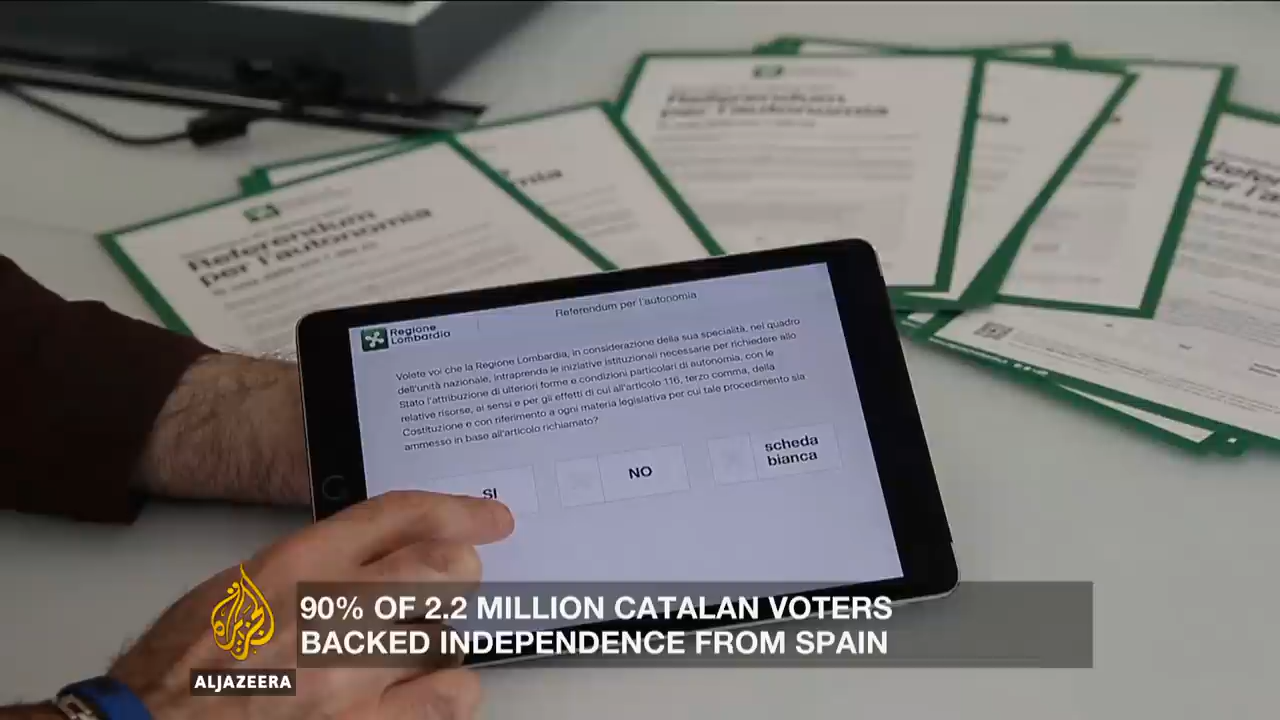 Referendum
per l'autonomia
Referendum
per l'autonomia
Referendum per l'autonomia
Regione
Lombardia
Volete voi che la Regione Lombardia, in considerazione della sua specialità, nel quadro
dell'unità nazionale, intraprenda le iniziative istituzionali necessarie per richiedere allo
Stato l'attribuzione di ulteriori forme e condizioni particolari di autonomia, con le
relative risorse, ai sensi e per gli effetti di cui all'articolo 116, terzo comma, della
Costituzione e con riferimento a ogni materia legislativa per cui tale procedimento sia
ammesso in base all'articolo richiamato?
SI
NO
scheda
bianca
90% OF 2.2 MILLION CATALAN VOTERS
BACKED INDEPENDENCE FROM SPAIN
ALJAZEERA